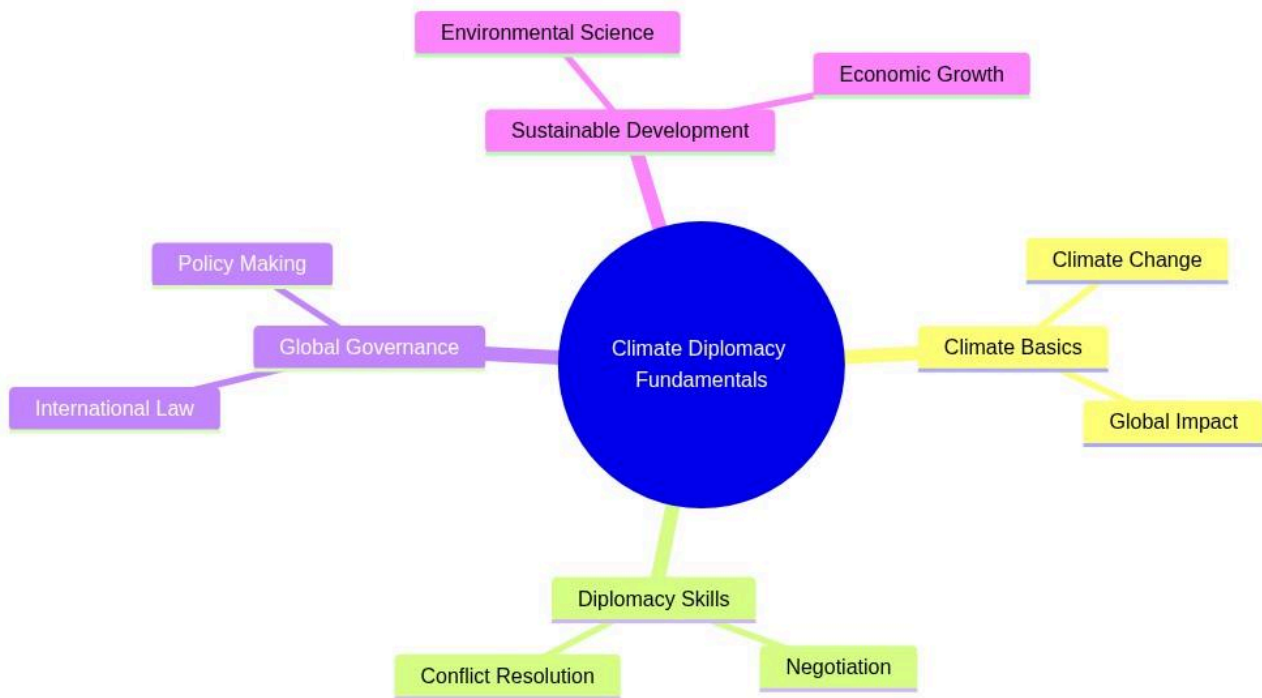 Environmental Science
Economic Growth
Sustainable Development
Policy Making
Climate Change
Global Governance
Climate Diplomacy
Fundamentals
Climate Basics
International Law
Global Impact
Diplomacy Skills
Conflict Resolution
Negotiation